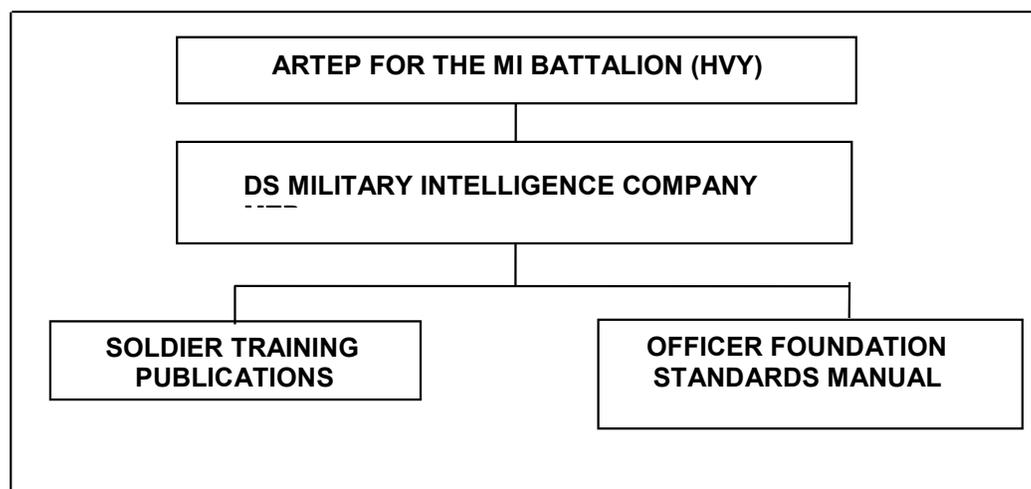 ARTEP FOR THE MI BATTALION (HVY)
DS MILITARY INTELLIGENCE COMPANY
SOLDIER TRAINING
PUBLICATIONS
OFFICER FOUNDATION
STANDARDS MANUAL